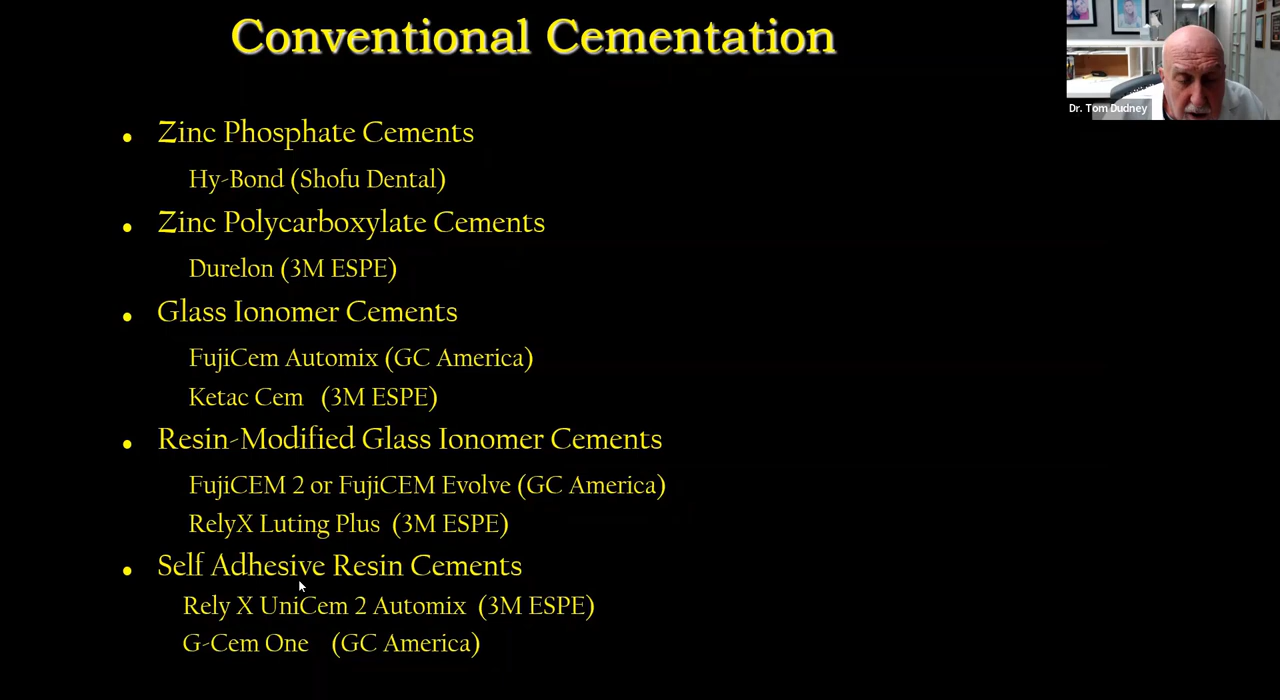 Conventional Cementation
Dr. Tom Dudney
• Zinc Phosphate Cements
Hy-Bond (Shofu Dental)
• Zinc Polycarboxylate Cements
Durelon (3M ESPE)
• Glass Ionomer Cements
FujiCem Automix (GC America)
Ketac Cem (3M ESPE)
• Resin-Modified Glass Ionomer Cements
FujiCEM 2 or FujiCEM Evolve (GC America)
RelyX Luting Plus (3M ESPE)
• Self Adhesive Resin Cements
Rely X UniCem 2 Automix (3M ESPE)
G-Cem One (GC America)